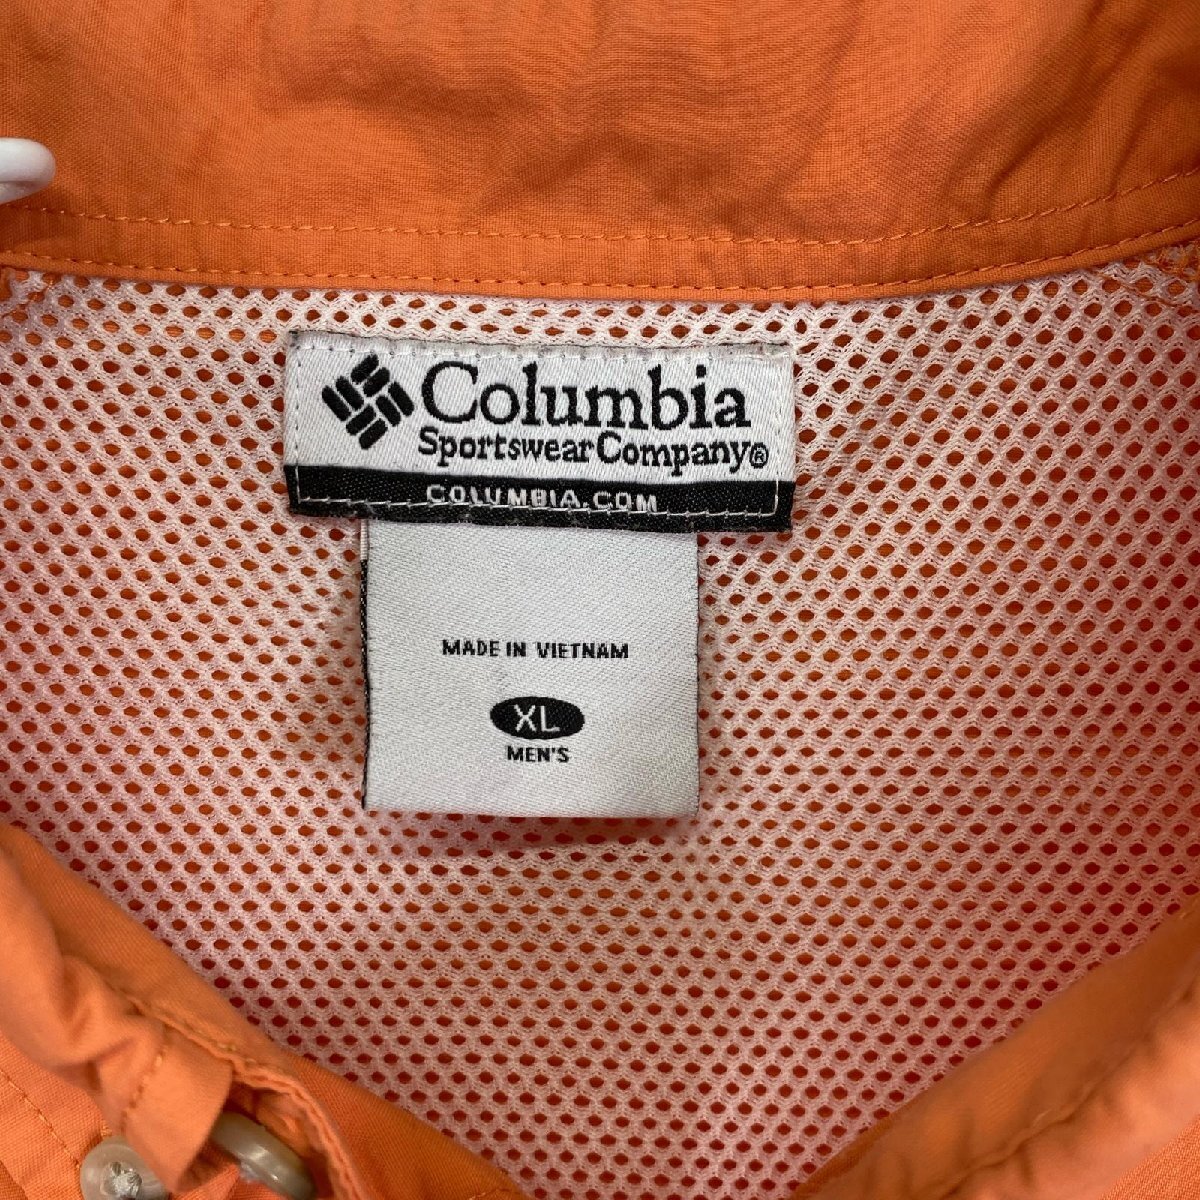 Columbia
Sportswear Company®
COLUMBIA.COM
MADE IN VIETNAM
XL
MEN'S